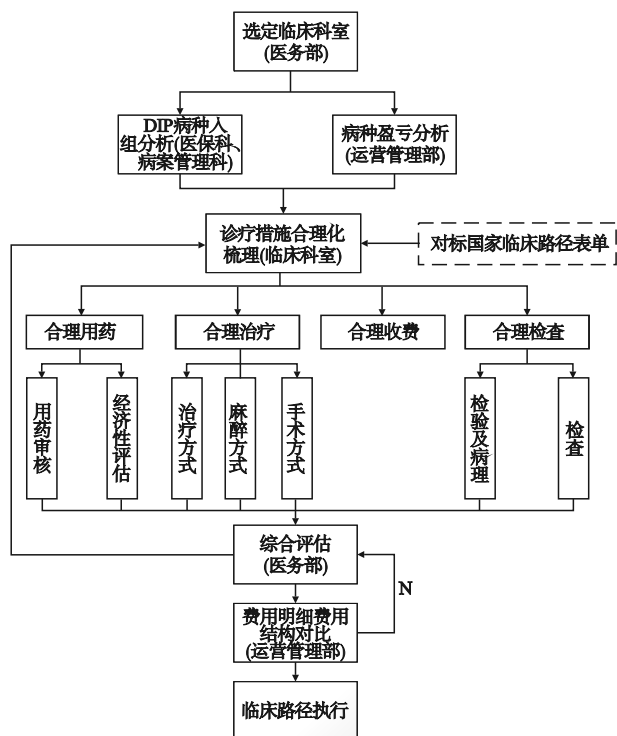 选定临床科室
(医务部)
DIP病种入
组分析(医保科、
病案管理科)
病种盈亏分析
(运营管理部)
诊疗措施合理化
梳理(临床科室)
对标国家临床路径表单
合理用药
合理治疗
合理收费
合理检查
用药审核
经济性评估
治疗方式
麻醉方式
手术方式
检验及病理
检查
综合评估
(医务部)
N
费用明细费用
结构对比
(运营管理部)
临床路径执行